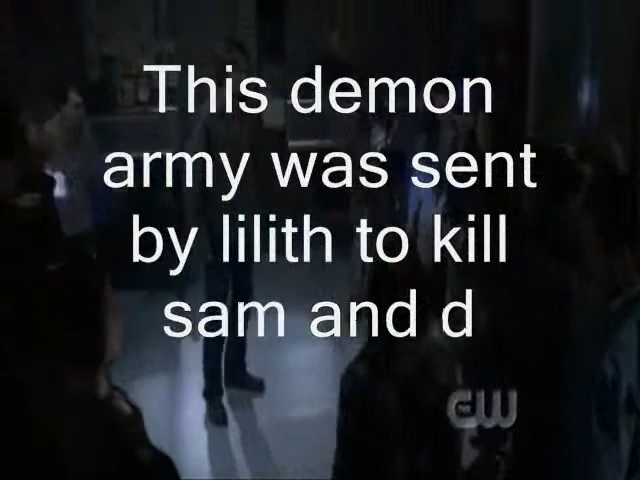 This demon
army was sent
by lilith to kill
sam and d
CW